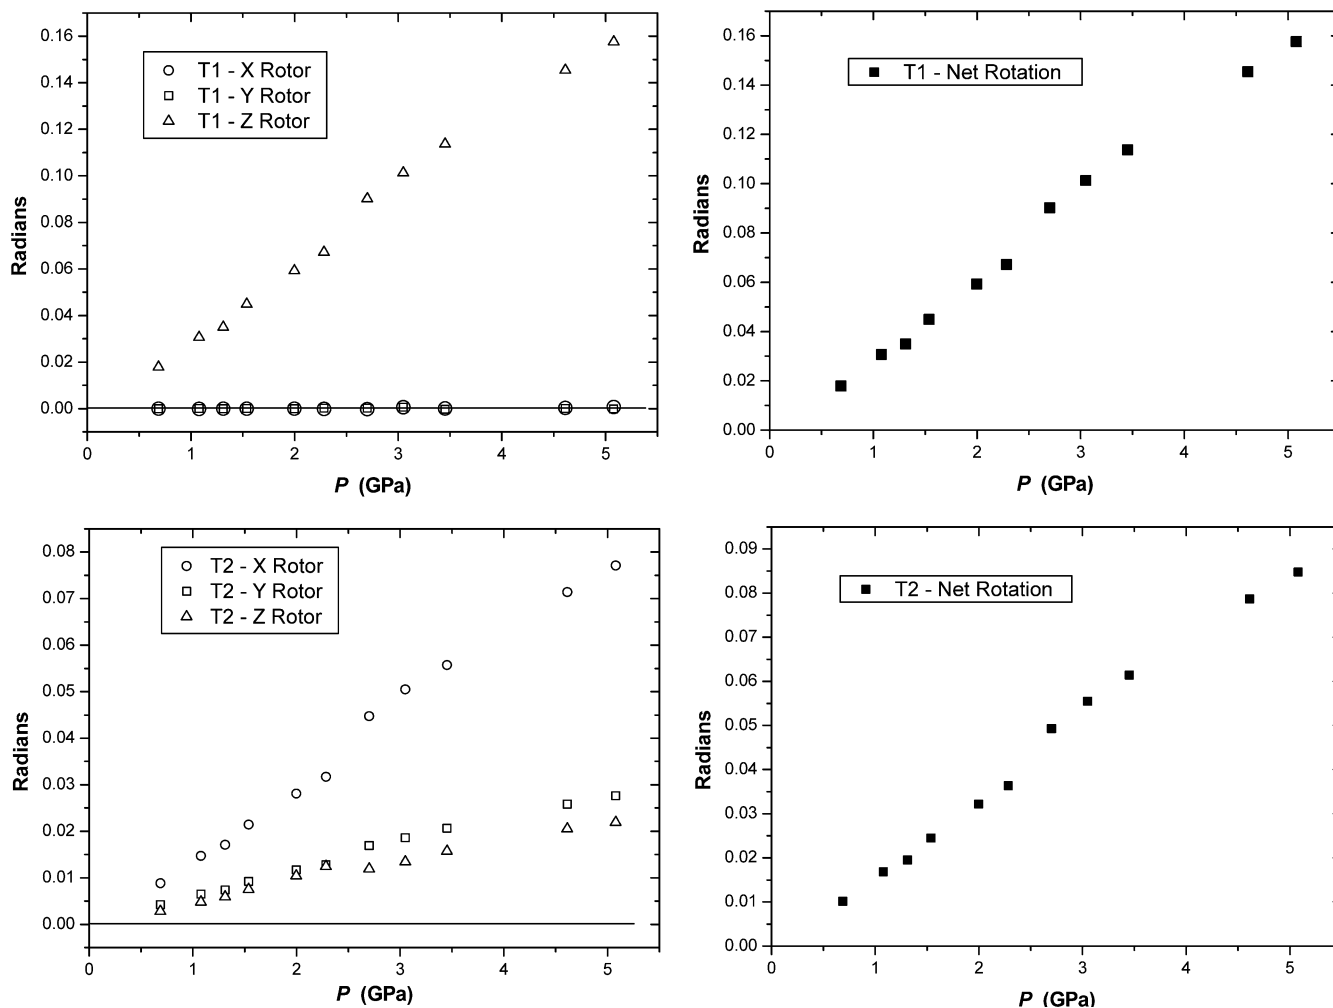 0.16
0.14
0.12
0.10
0.08
0.06
0.04
0.02
0.00
Radians
T1 - X Rotor
T1 - Y Rotor
T1 - Z Rotor
0 1 2 3 4 5
P (GPa)
0.16
0.14
0.12
0.10
0.08
0.06
0.04
0.02
0.00
Radians
T1 - Net Rotation
0 1 2 3 4 5
P (GPa)
0.08
0.07
0.06
0.05
0.04
0.03
0.02
0.01
0.00
Radians
T2 - X Rotor
T2 - Y Rotor
T2 - Z Rotor
0 1 2 3 4 5
P (GPa)
0.09
0.08
0.07
0.06
0.05
0.04
0.03
0.02
0.01
0.00
Radians
T2 - Net Rotation
0 1 2 3 4 5
P (GPa)